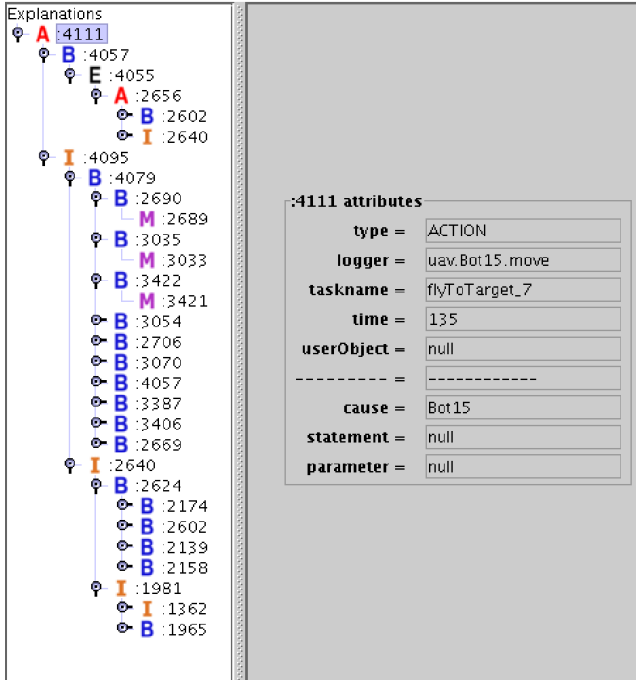 Explanations
A :4111
B :4057
E :4055
A :2656
B :2602
I :2640
I :4095
B :4079
B :2690
M :2689
B :3035
M :3033
B :3422
M :3421
B :3054
B :2706
B :3070
B :4057
B :3387
B :3406
B :2669
I :2640
B :2624
B :2174
B :2602
B :2139
B :2158
I :1981
I :1362
B :1965
:4111 attributes
type = ACTION
logger = uav.Bot15.move
taskname = flyToTarget_7
time = 135
userObject = null
--------- = ------------
cause = Bot15
statement = null
parameter = null